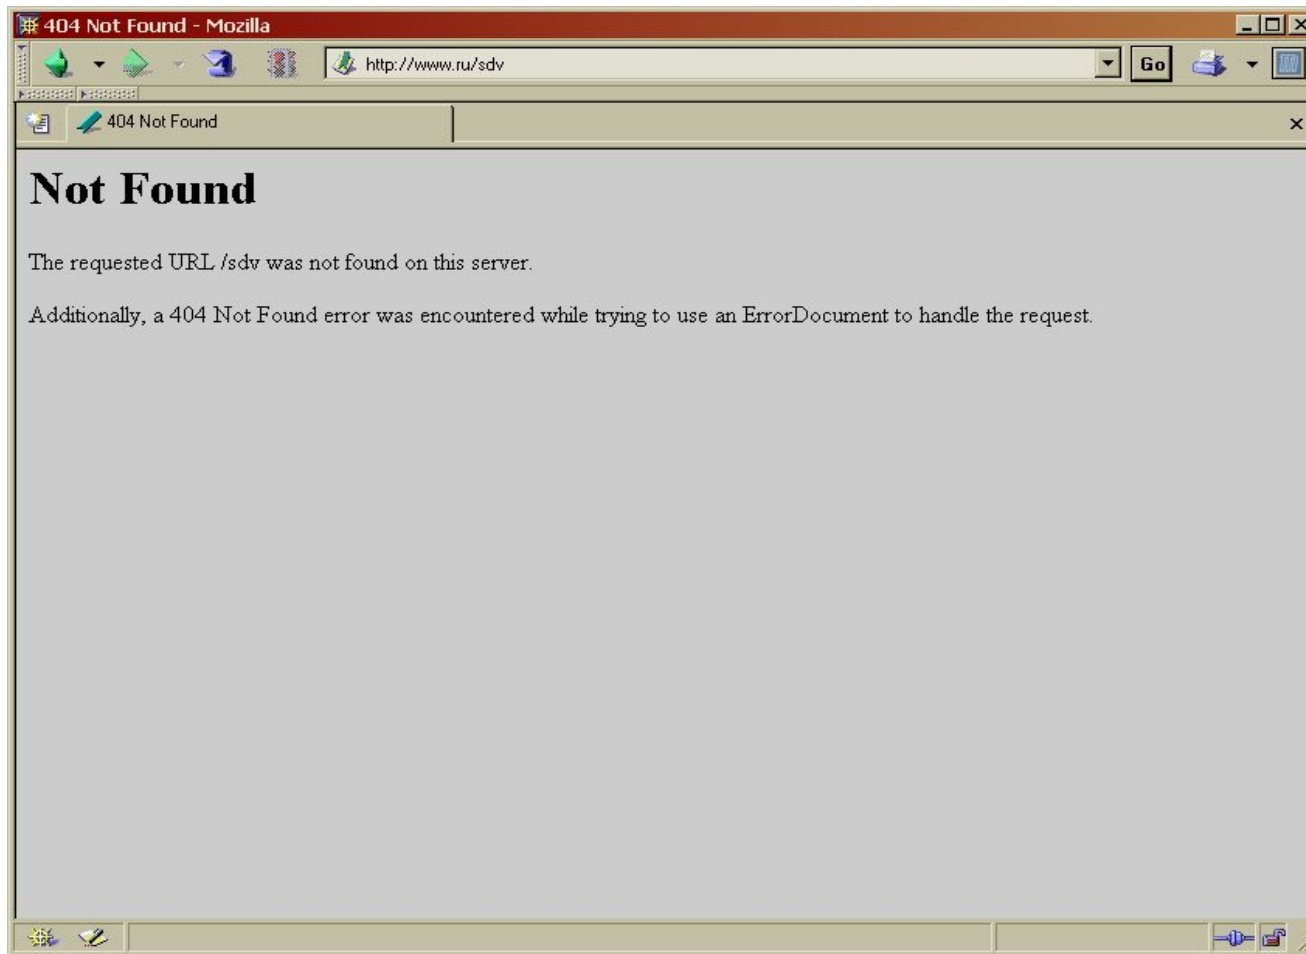 404 Not Found - Mozilla
http://www.ru/sdv
Go
404 Not Found
Not Found
The requested URL /sdv was not found on this server.
Additionally, a 404 Not Found error was encountered while trying to use an ErrorDocument to handle the request.